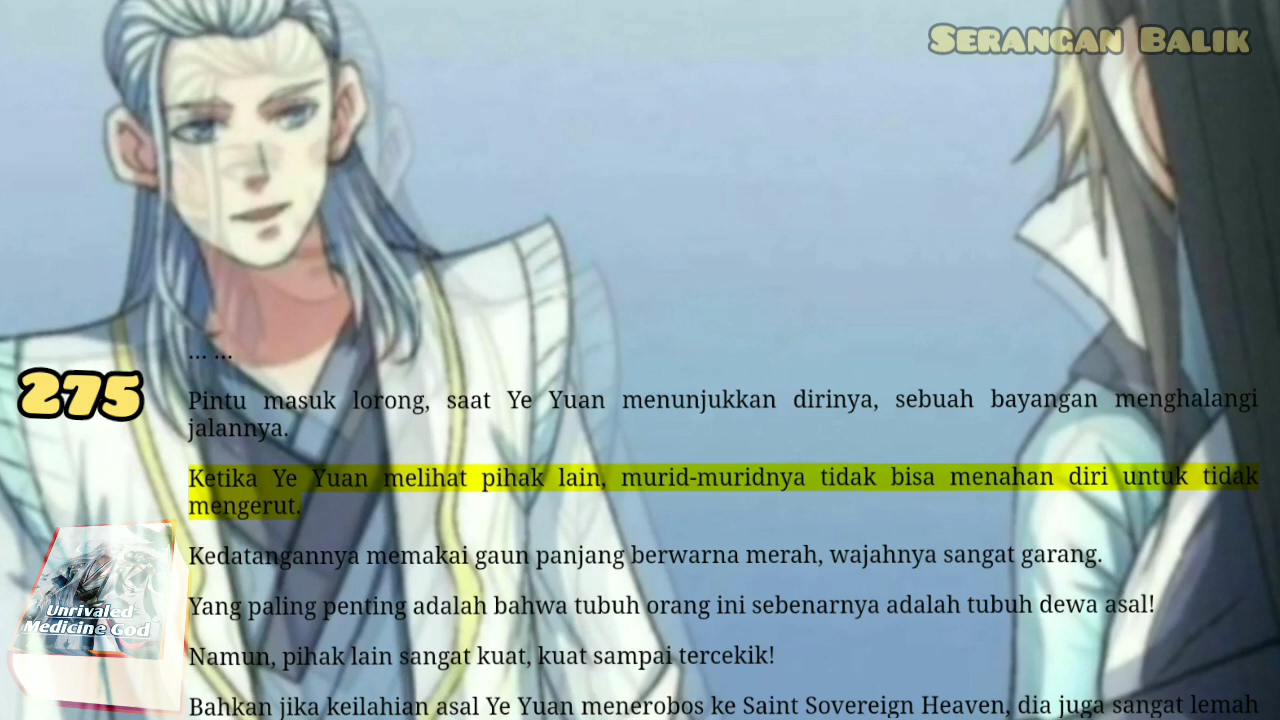 Serangan Balik
... ...
275
Pintu masuk lorong, saat Ye Yuan menunjukkan dirinya, sebuah bayangan menghalangi
jalannya.
Ketika Ye Yuan melihat pihak lain, murid-muridnya tidak bisa menahan diri untuk tidak
mengerut.
Kedatangannya memakai gaun panjang berwarna merah, wajahnya sangat garang.
Yang paling penting adalah bahwa tubuh orang ini sebenarnya adalah tubuh dewa asal!
Namun, pihak lain sangat kuat, kuat sampai tercekik!
Bahkan jika keilahian asal Ye Yuan menerobos ke Saint Sovereign Heaven, dia juga sangat lemah
Unrivaled
Medicine God